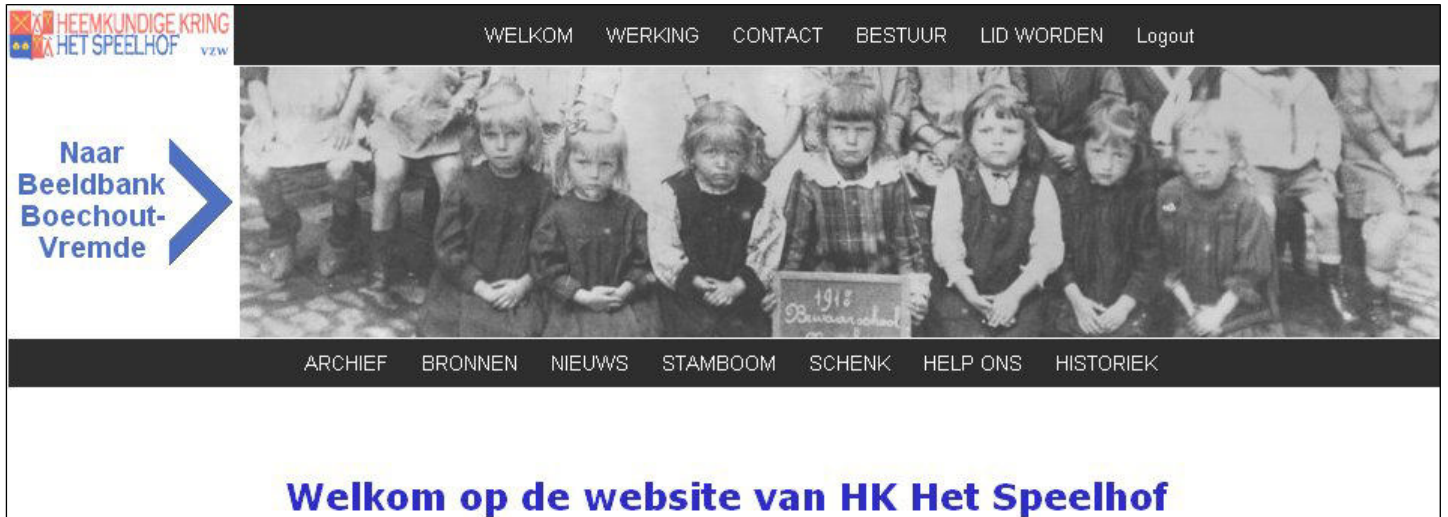 HEEMKUNDIGE KRING
HET SPEELHOF vzw
WELKOM WERKING CONTACT BESTUUR LID WORDEN Logout
Naar
Beeldbank
Boechout-
Vremde
1918
Bewaarschool
ARCHIEF BRONNEN NIEUWS STAMBOOM SCHENK HELP ONS HISTORIEK
Welkom op de website van HK Het Speelhof